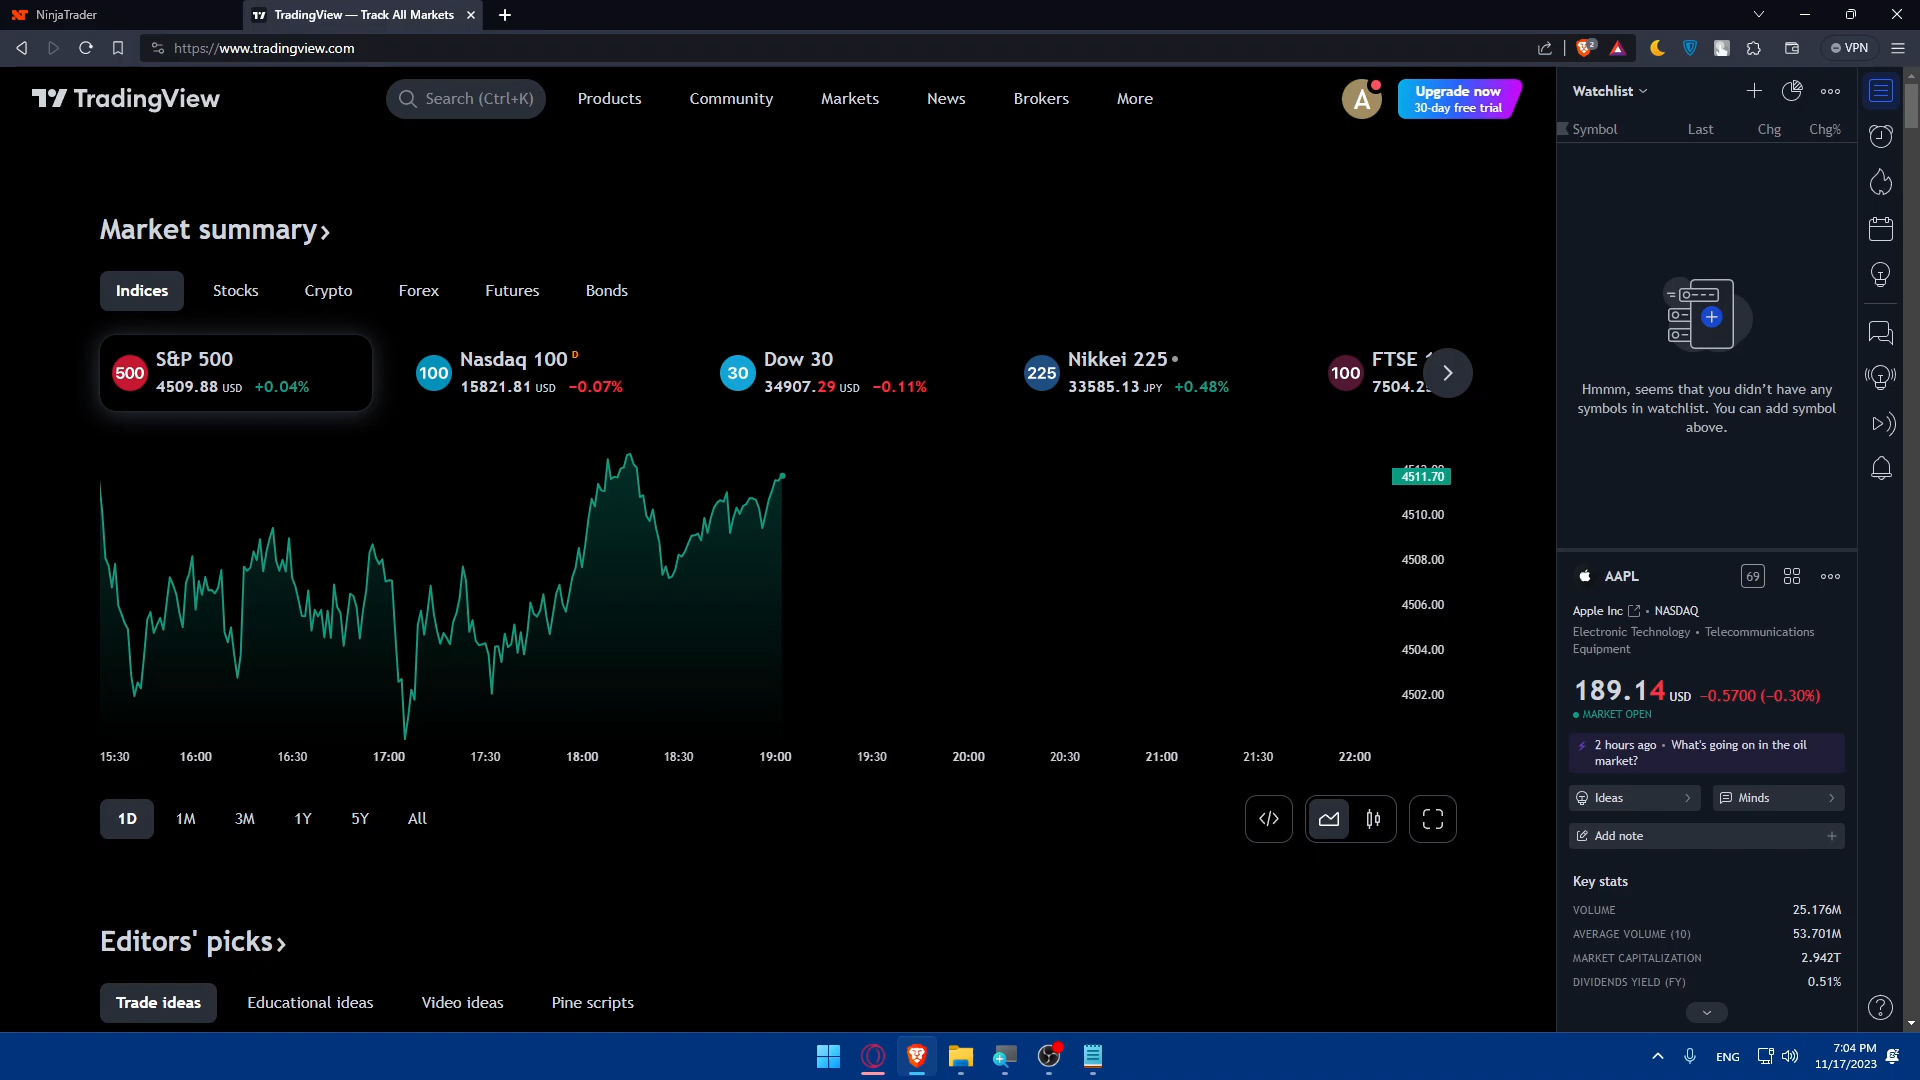 NinjaTrader
TradingView — Track All Markets
https://www.tradingview.com
2
VPN
TradingView
Search (Ctrl+K)
Products
Community
Markets
News
Brokers
More
A
Upgrade now
30-day free trial
Watchlist
Symbol Last Chg Chg%
Market summary
Indices
Stocks
Crypto
Forex
Futures
Bonds
500 S&P 500
4509.88 USD +0.04%
100 Nasdaq 100 D
15821.81 USD −0.07%
30 Dow 30
34907.29 USD −0.11%
225 Nikkei 225
33585.13 JPY +0.48%
100 FTSE
Hmmm, seems that you didn't have any
symbols in watchlist. You can add symbol
above.
4511.70
4510.00
4508.00
4506.00
4504.00
4502.00
15:30 16:00 16:30 17:00 17:30 18:00 18:30 19:00 19:30 20:00 20:30 21:00 21:30 22:00
1D 1M 3M 1Y 5Y All
AAPL
69
Apple Inc • NASDAQ
Electronic Technology • Telecommunications
Equipment
189.14 USD −0.5700 (−0.30%)
MARKET OPEN
2 hours ago • What's going on in the oil
market?
Ideas
Minds
Add note
Key stats
VOLUME 25.176M
AVERAGE VOLUME (10) 53.701M
MARKET CAPITALIZATION 2.942T
DIVIDENDS YIELD (FY) 0.51%
Editors' picks
Trade ideas
Educational ideas
Video ideas
Pine scripts
ENG
7:04 PM
11/17/2023